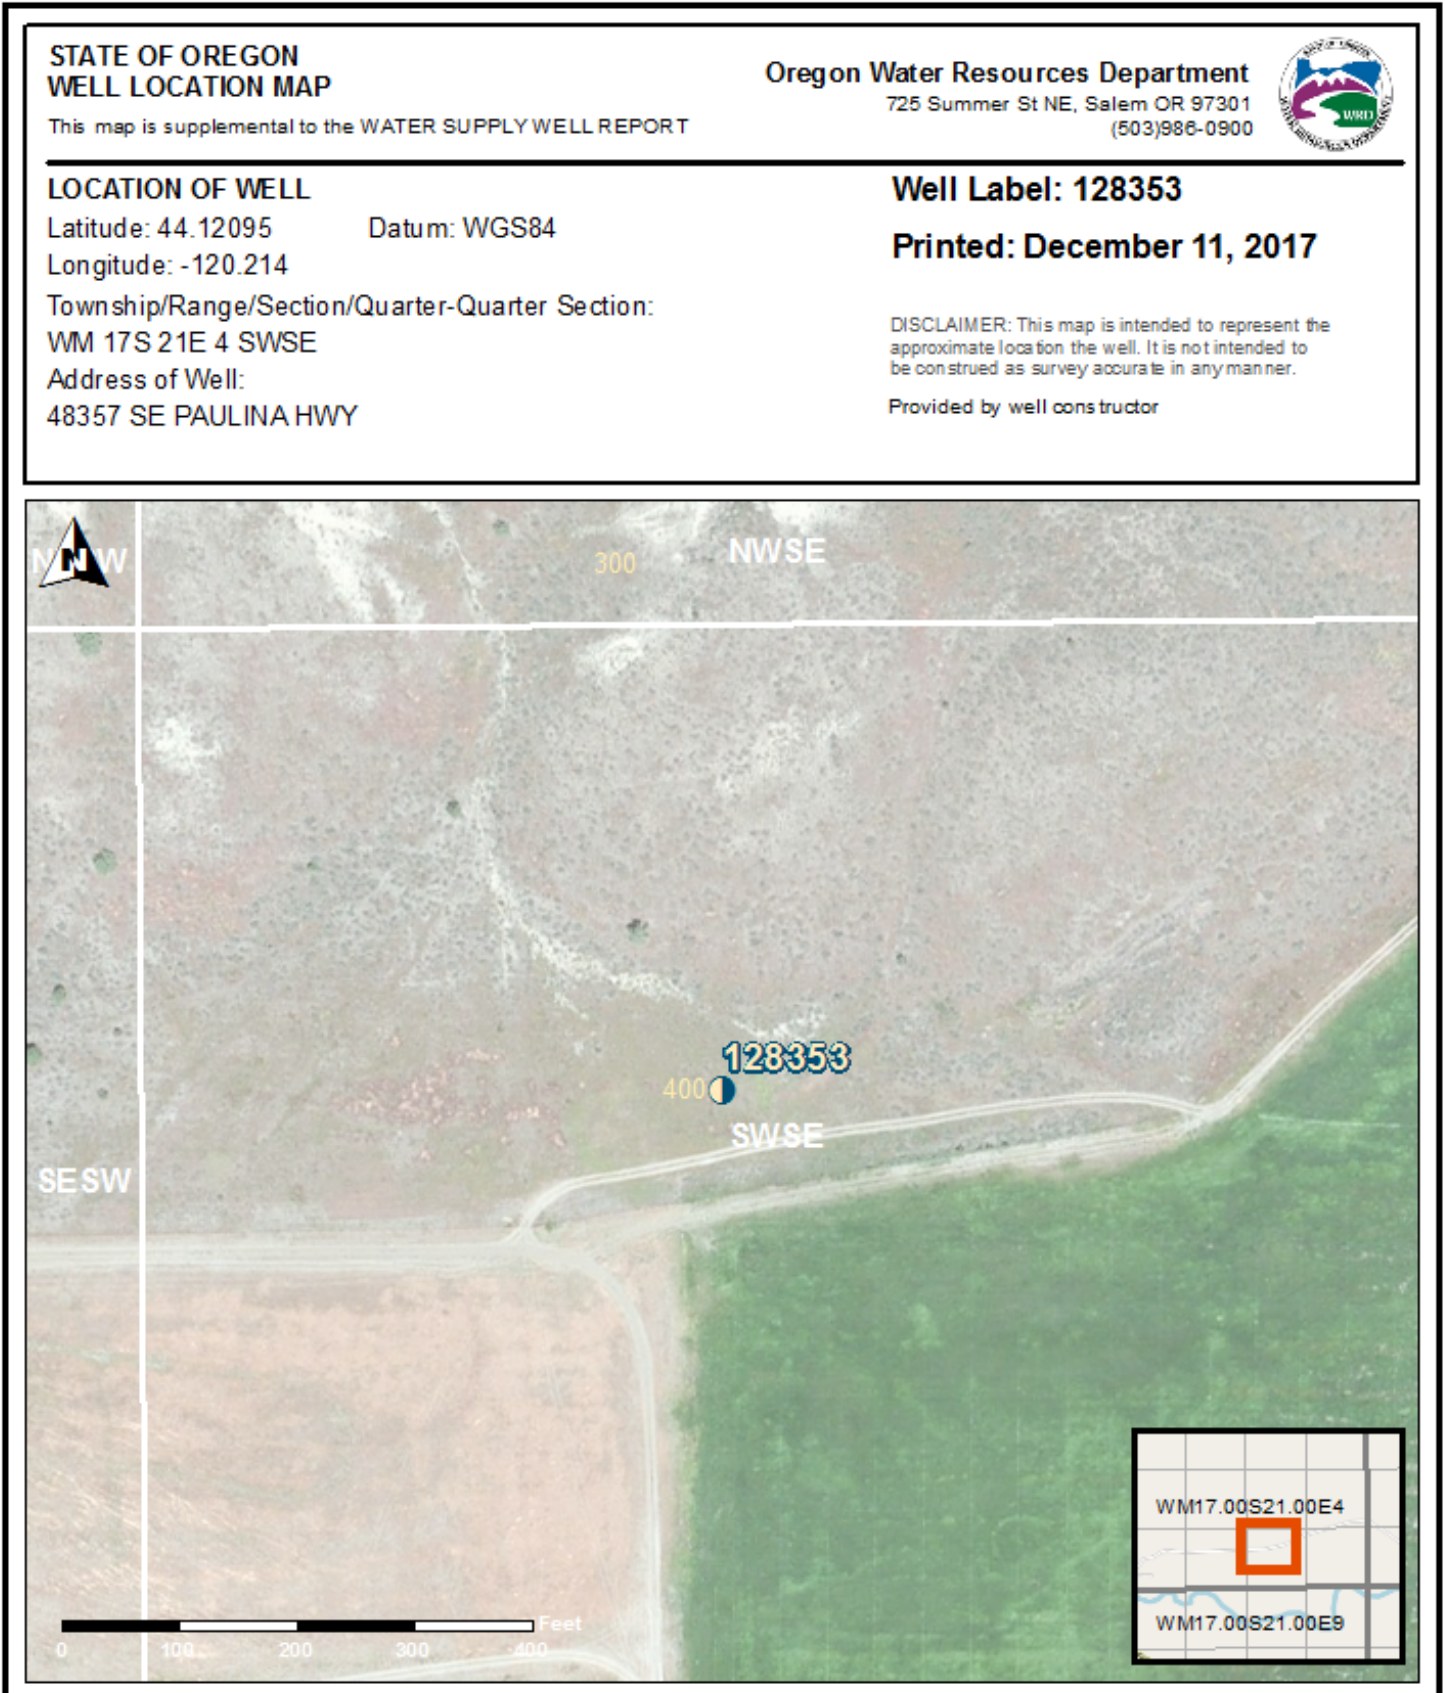 STATE OF OREGON
WELL LOCATION MAP
This map is supplemental to the WATER SUPPLY WELL REPORT
Oregon Water Resources Department
725 Summer St NE, Salem OR 97301
(503)986-0900
WRD
LOCATION OF WELL
Latitude: 44.12095 Datum: WGS84
Longitude: -120.214
Township/Range/Section/Quarter-Quarter Section:
WM 17S 21E 4 SWSE
Address of Well:
48357 SE PAULINA HWY
Well Label: 128353
Printed: December 11, 2017
DISCLAIMER: This map is intended to represent the
approximate location the well. It is not intended to
be construed as survey accurate in any manner.
Provided by well constructor
N
300
NWSE
128353
400
SWSE
SESW
WM17.00S21.00E4
WM17.00S21.00E9
Feet
0 100 200 300 400